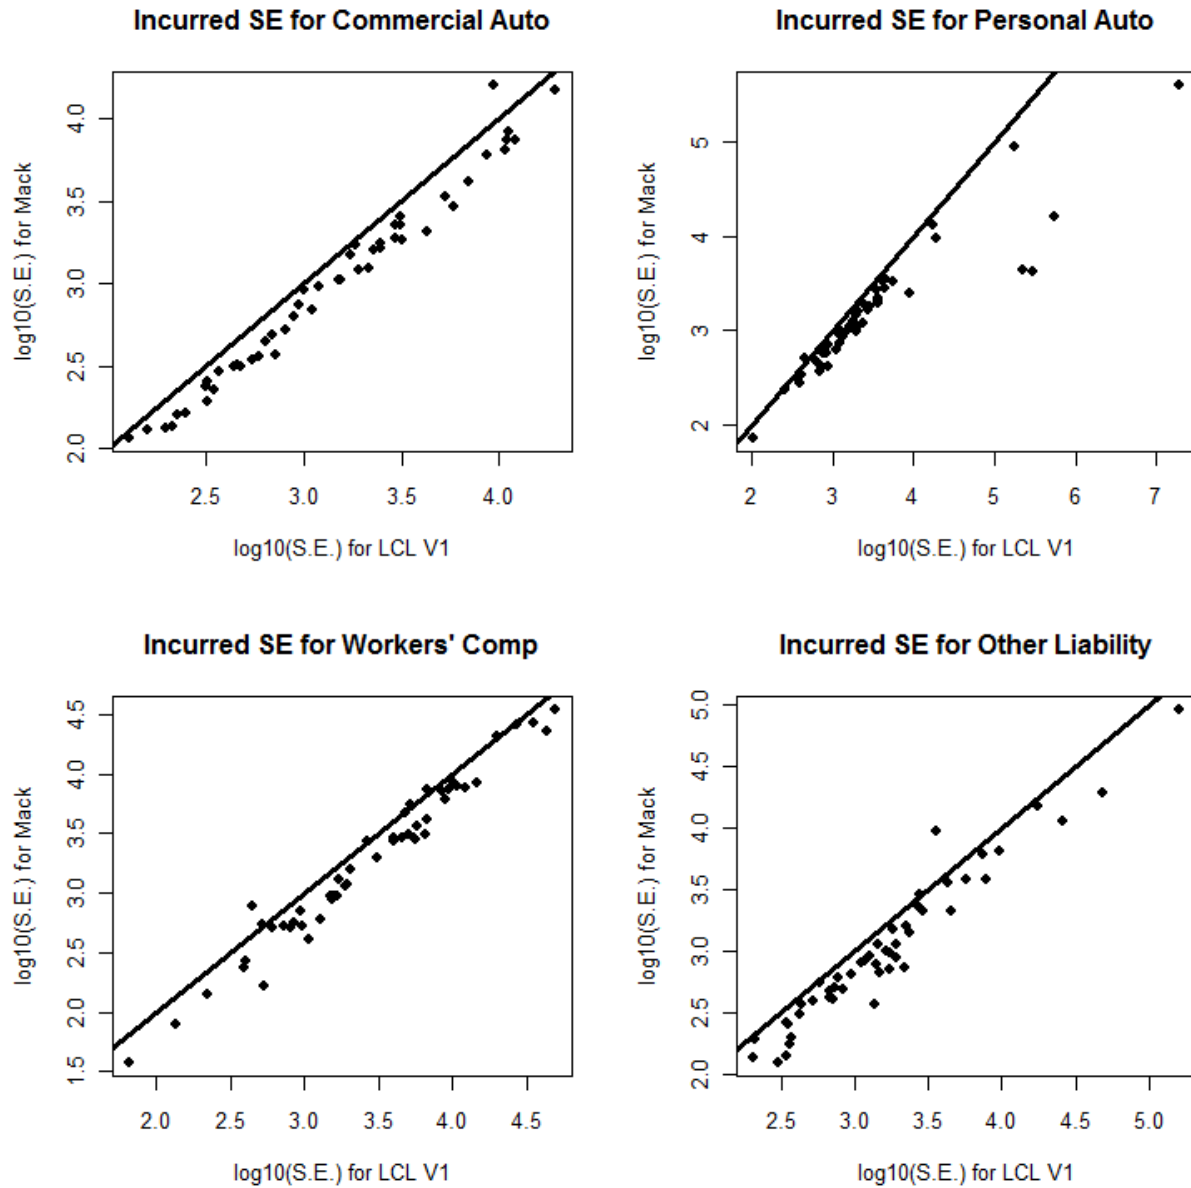 Incurred SE for Commercial Auto
log10(S.E.) for Mack
4.0
3.5
3.0
2.5
2.0
2.5 3.0 3.5 4.0
log10(S.E.) for LCL V1
Incurred SE for Personal Auto
log10(S.E.) for Mack
5
4
3
2
2 3 4 5 6 7
log10(S.E.) for LCL V1
Incurred SE for Workers' Comp
log10(S.E.) for Mack
4.5
4.0
3.5
3.0
2.5
2.0
1.5
2.0 2.5 3.0 3.5 4.0 4.5
log10(S.E.) for LCL V1
Incurred SE for Other Liability
log10(S.E.) for Mack
5.0
4.5
4.0
3.5
3.0
2.5
2.0
2.5 3.0 3.5 4.0 4.5 5.0
log10(S.E.) for LCL V1